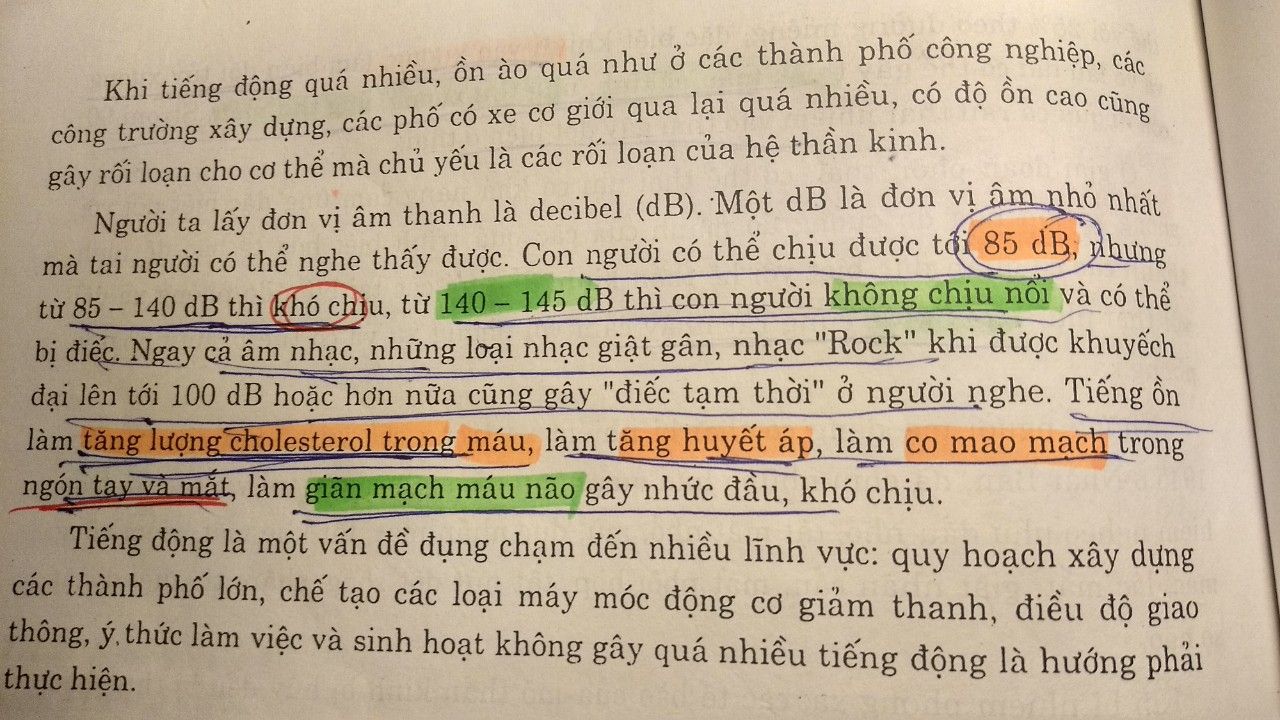 Khi tiếng động quá nhiều, ồn ào quá như ở các thành phố công nghiệp, các
công trường xây dựng, các phố có xe cơ giới qua lại quá nhiều, có độ ồn cao cũng
gây rối loạn cho cơ thể mà chủ yếu là các rối loạn của hệ thần kinh.
Người ta lấy đơn vị âm thanh là decibel (dB). Một dB là đơn vị âm nhỏ nhất
mà tai người có thể nghe thấy được. Con người có thể chịu được tới 85 dB, nhưng
từ 85 – 140 dB thì khó chịu, từ 140 – 145 dB thì con người không chịu nổi và có thể
bị điếc. Ngay cả âm nhạc, những loại nhạc giật gân, nhạc "Rock" khi được khuyếch
đại lên tới 100 dB hoặc hơn nữa cũng gây "điếc tạm thời" ở người nghe. Tiếng ồn
làm tăng lượng cholesterol trong máu, làm tăng huyết áp, làm co mao mạch trong
ngón tay và mắt, làm giãn mạch máu não gây nhức đầu, khó chịu.
Tiếng động là một vấn đề đụng chạm đến nhiều lĩnh vực: quy hoạch xây dựng
các thành phố lớn, chế tạo các loại máy móc động cơ giảm thanh, điều độ giao
thông, ý thức làm việc và sinh hoạt không gây quá nhiều tiếng động là hướng phải
thực hiện.